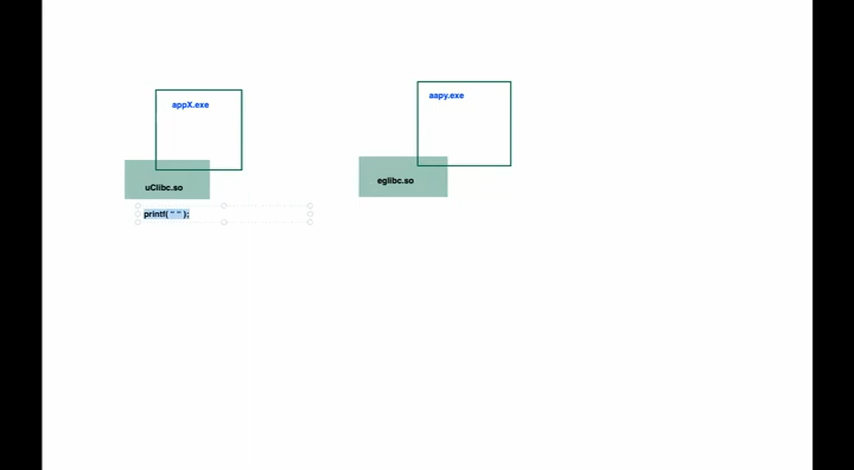 appX.exe
aapy.exe
uClibc.so
eglibc.so
printf( " " );